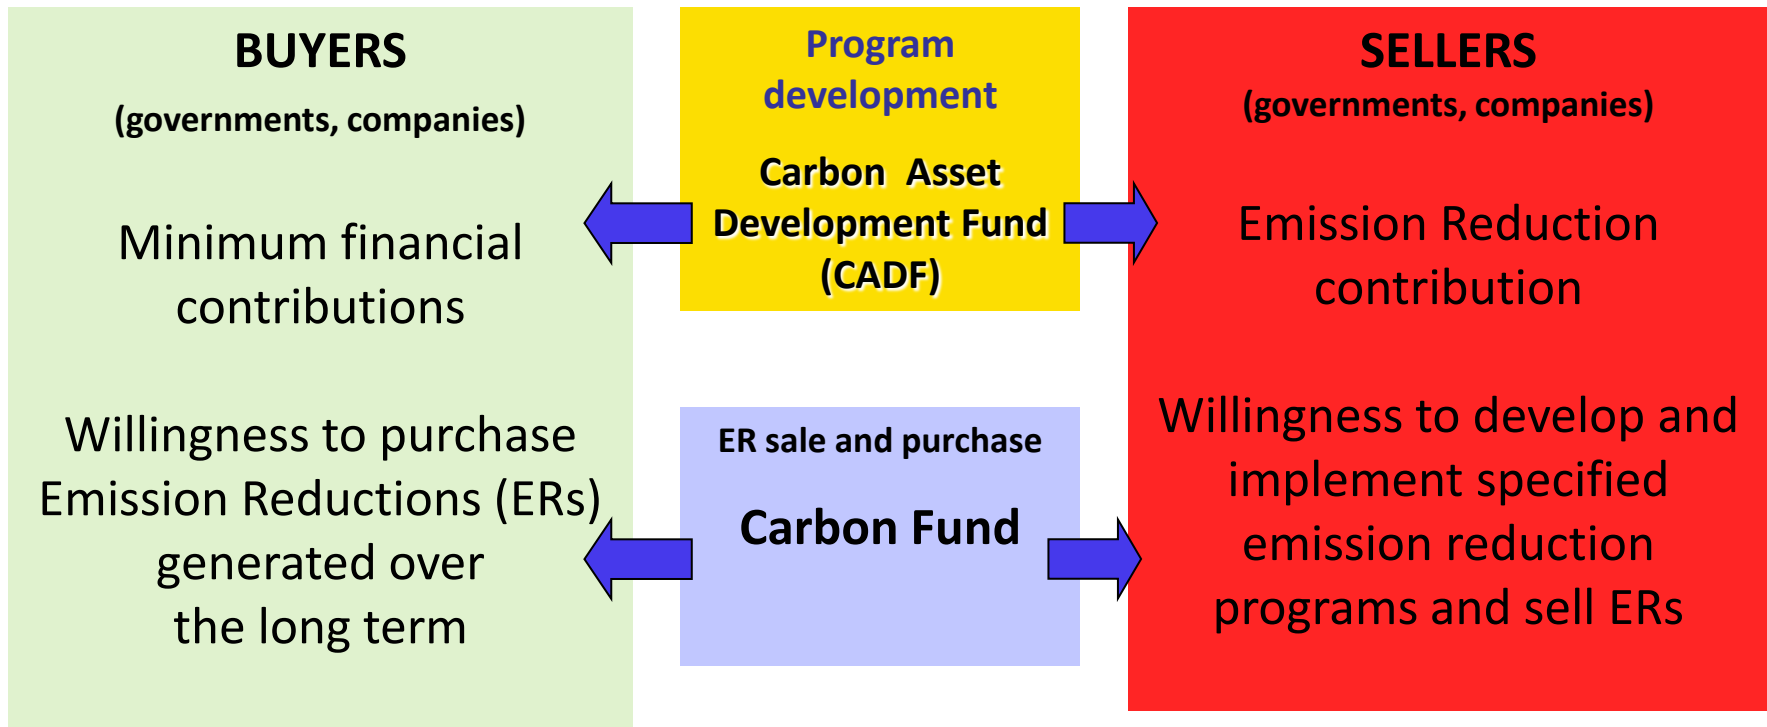 BUYERS
(governments, companies)
Minimum financial
contributions
Willingness to purchase
Emission Reductions (ERs)
generated over
the long term
Program
development
Carbon Asset
Development Fund
(CADF)
ER sale and purchase
Carbon Fund
SELLERS
(governments, companies)
Emission Reduction
contribution
Willingness to develop and
implement specified
emission reduction
programs and sell ERs